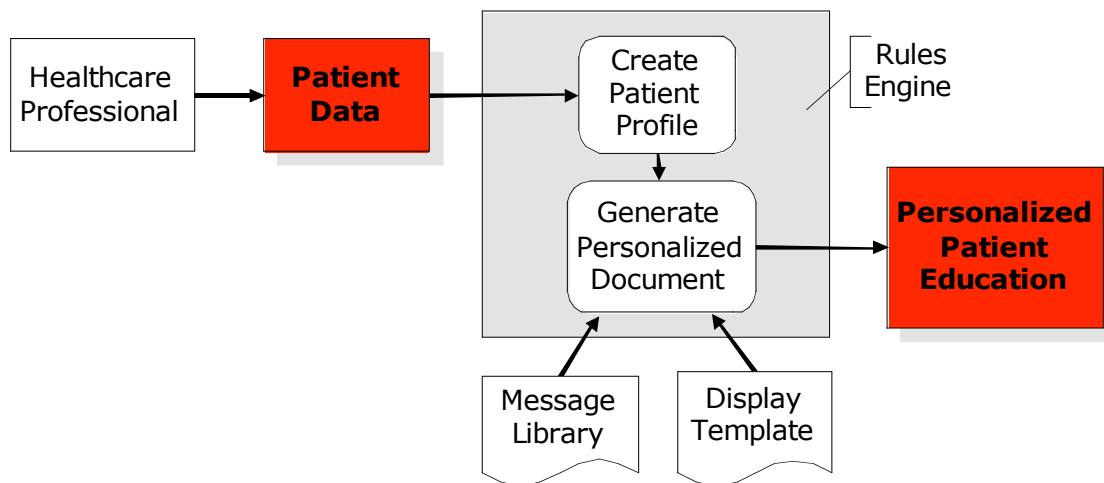 Healthcare
Professional
Patient
Data
Create
Patient
Profile
Rules
Engine
Generate
Personalized
Document
Personalized
Patient
Education
Message
Library
Display
Template